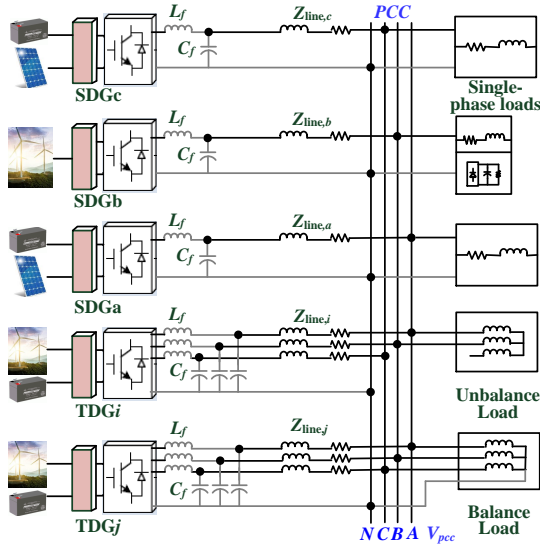 L_f Z_line,c PCC
C_f
SDGc
Single-
phase loads
L_f Z_line,b
C_f
SDGb
L_f Z_line,a
C_f
SDGa
L_f Z_line,i
C_f
TDGi
Unbalance
Load
L_f Z_line,j
C_f
TDGj
N C B A V_pcc
Balance
Load